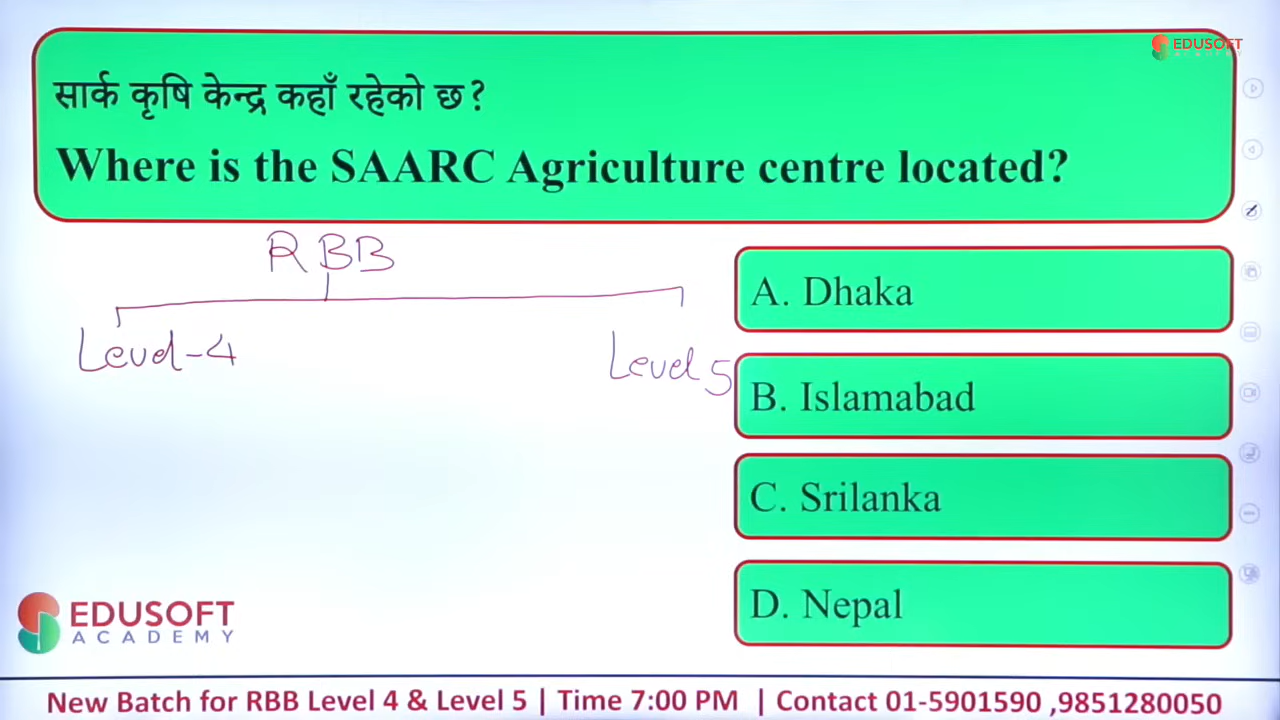 EDUSOFT
ACADEMY
सार्क कृषि केन्द्र कहाँ रहेको छ?
Where is the SAARC Agriculture centre located?
RBB
Level-4
Level 5
A. Dhaka
B. Islamabad
C. Srilanka
D. Nepal
EDUSOFT
ACADEMY
New Batch for RBB Level 4 & Level 5 | Time 7:00 PM | Contact 01-5901590 ,9851280050